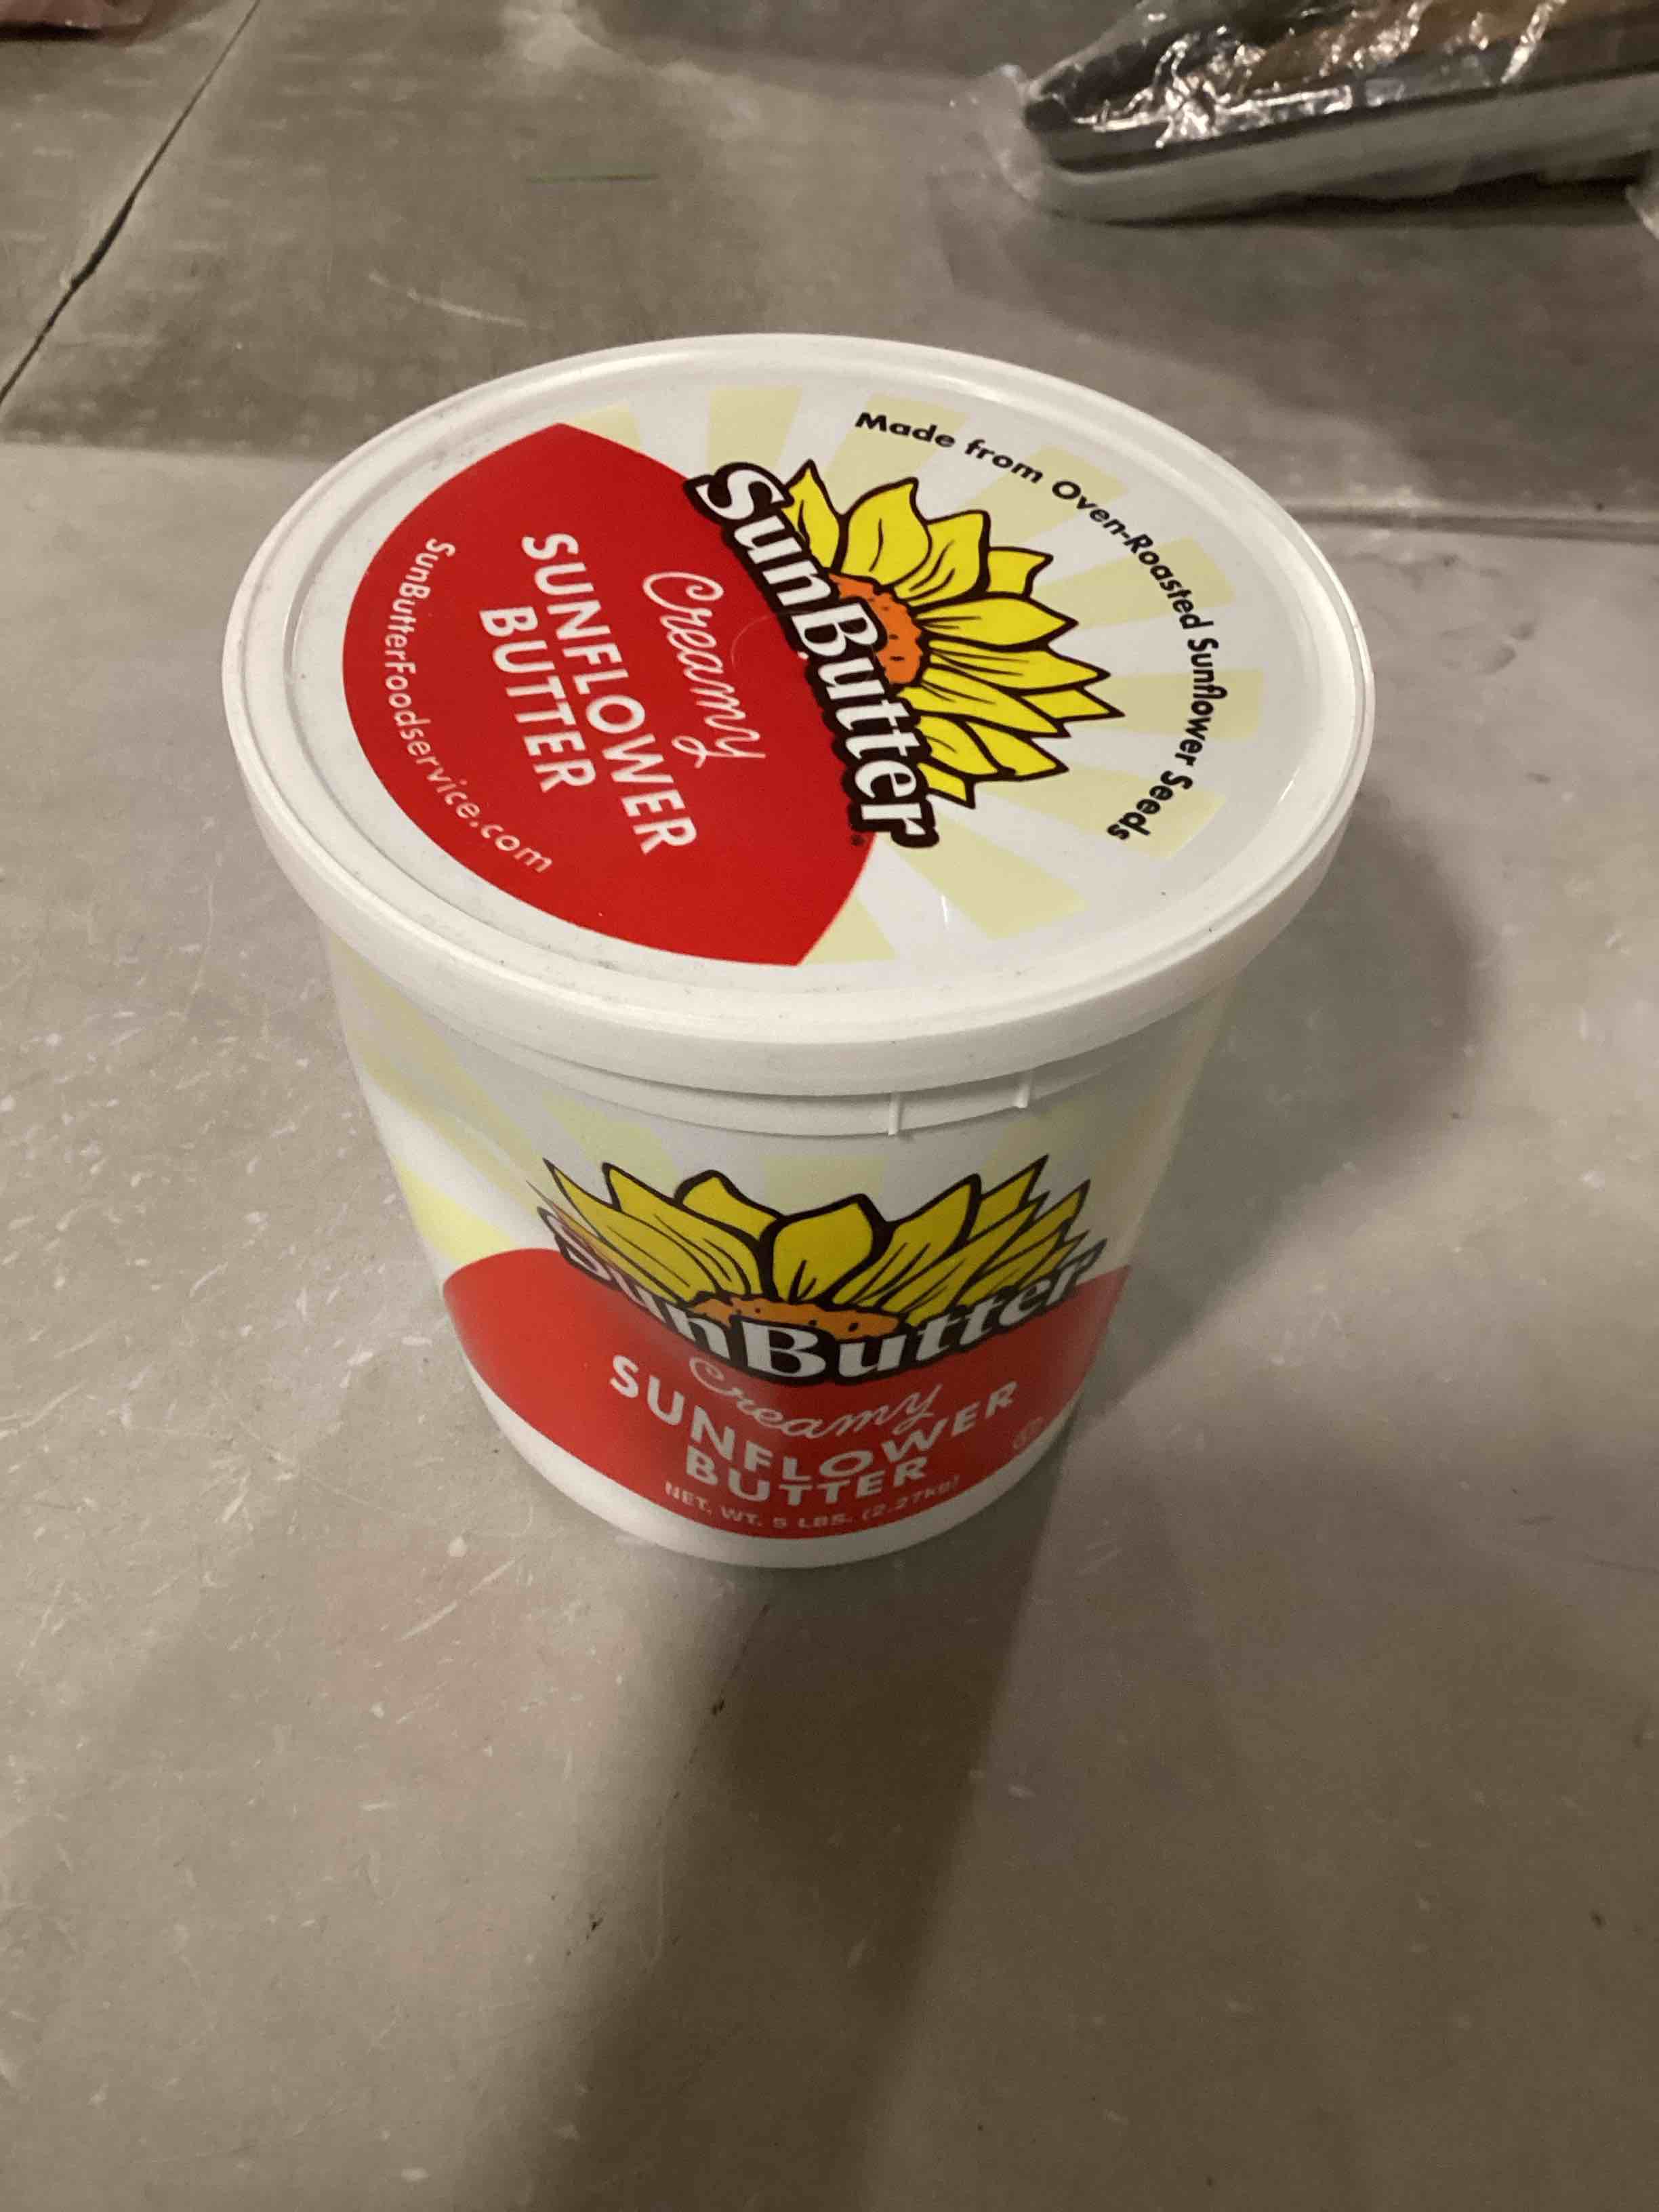 Made from Oven-Roasted Sunflower Seeds
SunButter
Creamy
SUNFLOWER
BUTTER
SunButterFoodservice.com
SunButter
Creamy
SUNFLOWER
BUTTER
NET. WT. 5 LBS. (2.27kg)